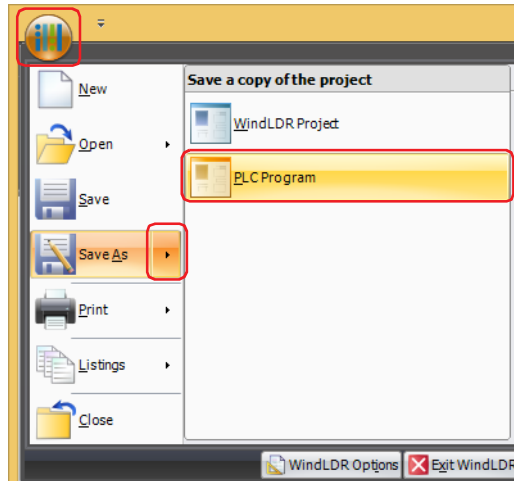 New
Open
Save
Save As
Print
Listings
Close
Save a copy of the project
WindLDR Project
PLC Program
WindLDR Options
Exit WindLDR